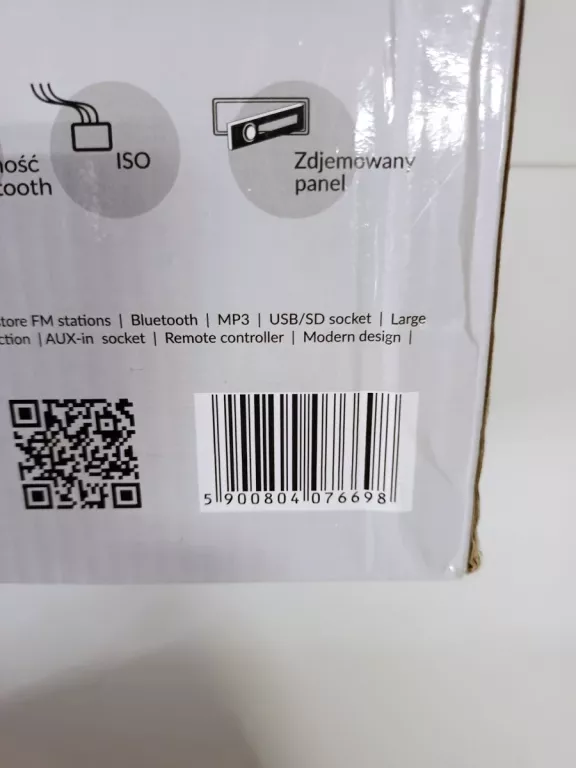 ność
ISO
tooth
Zdjemowany
panel
store FM stations | Bluetooth | MP3 | USB/SD socket | Large
ction | AUX-in socket | Remote controller | Modern design |
5 900804 076698